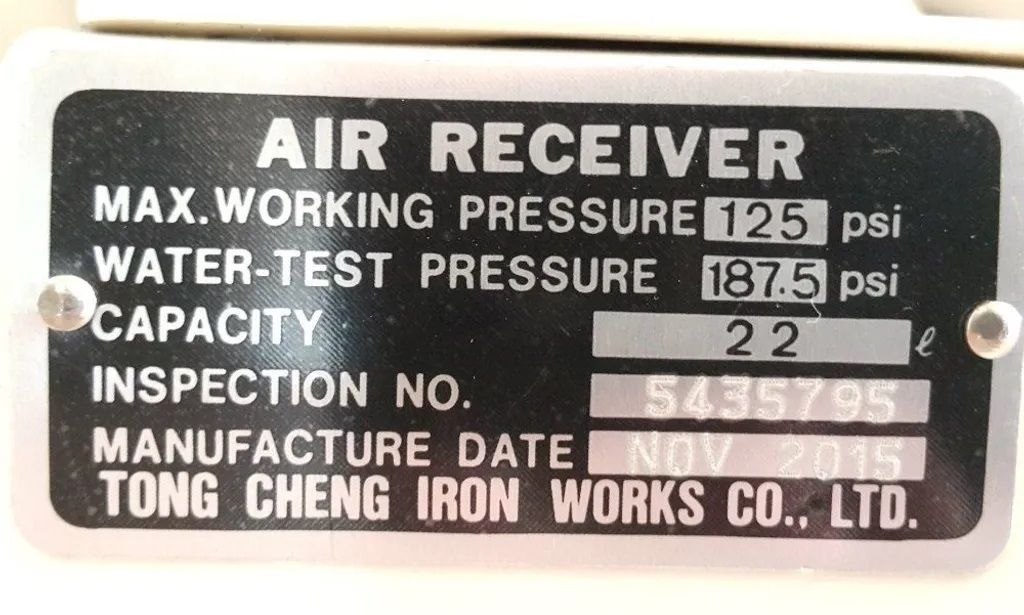 AIR RECEIVER
MAX. WORKING PRESSURE 125 psi
WATER-TEST PRESSURE 187.5 psi
CAPACITY 22 ℓ
INSPECTION NO. 5435795
MANUFACTURE DATE NOV 2015
TONG CHENG IRON WORKS CO., LTD.